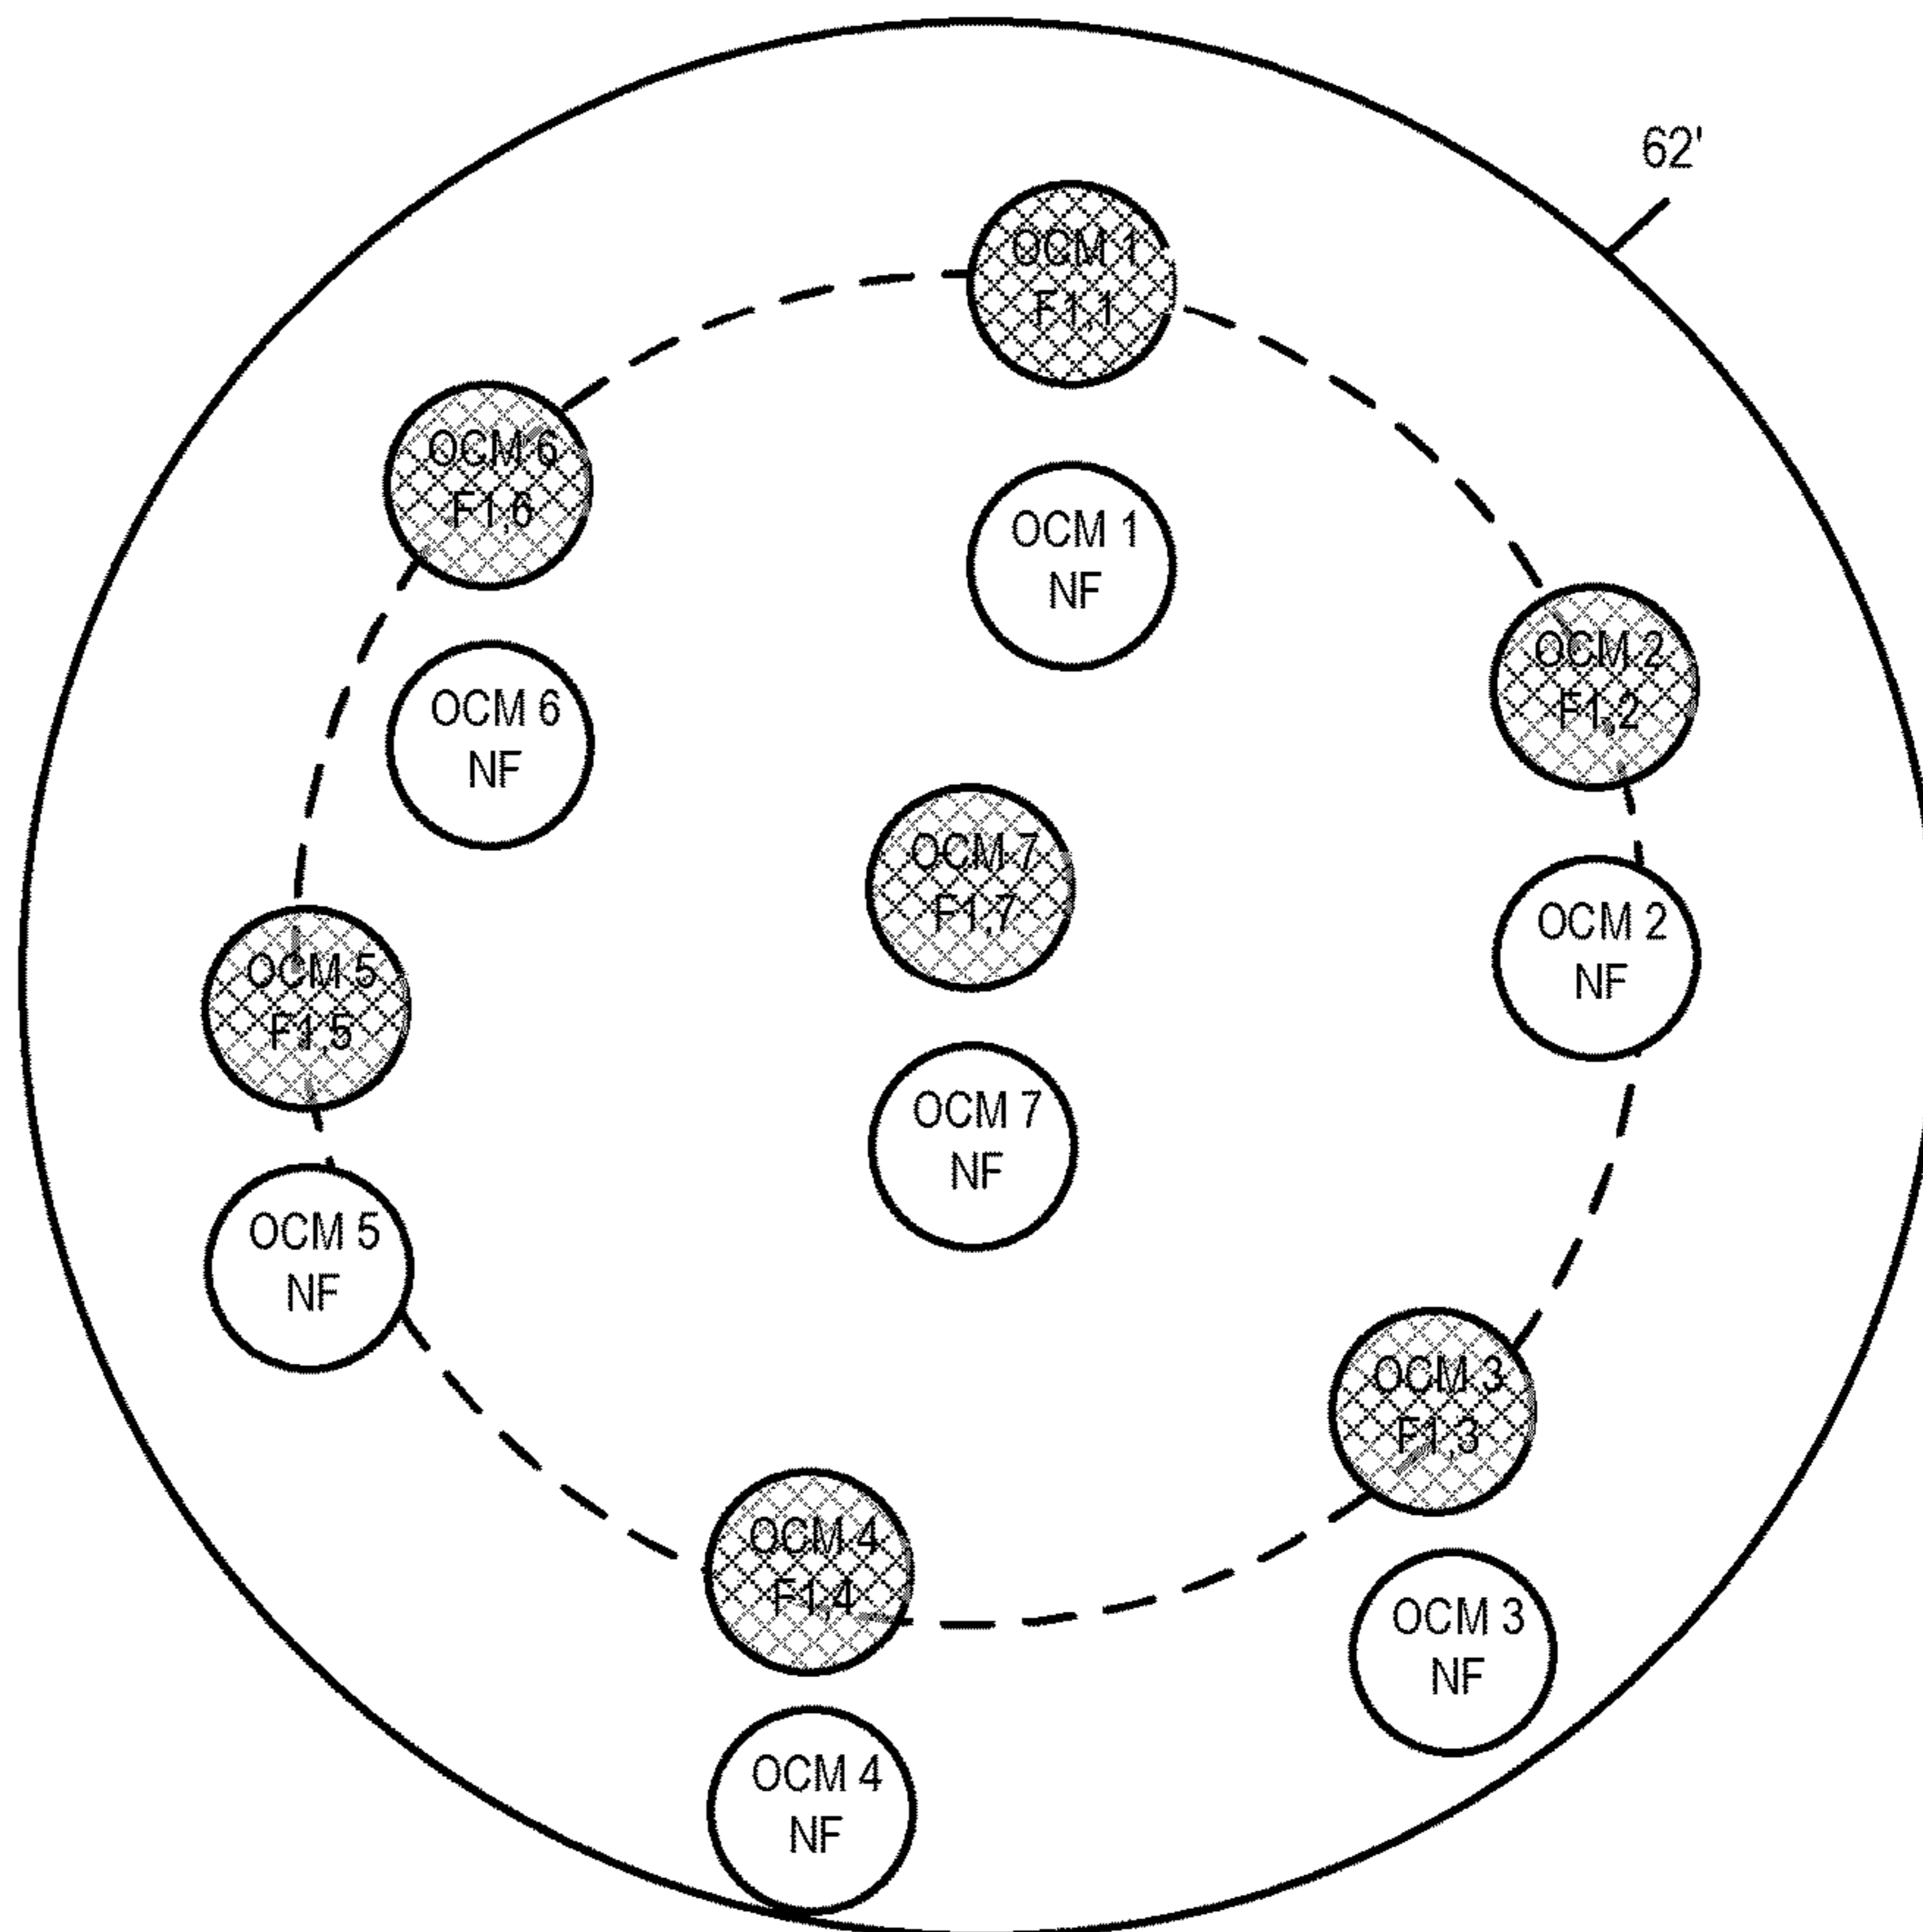 62'
OCM 1
F1,1
OCM 6
F1,6
OCM 1
NF
OCM 2
F1,2
OCM 6
NF
OCM 7
F1,7
OCM 2
NF
OCM 5
F1,5
OCM 7
NF
OCM 5
NF
OCM 3
F1,3
OCM 4
F1,4
OCM 3
NF
OCM 4
NF